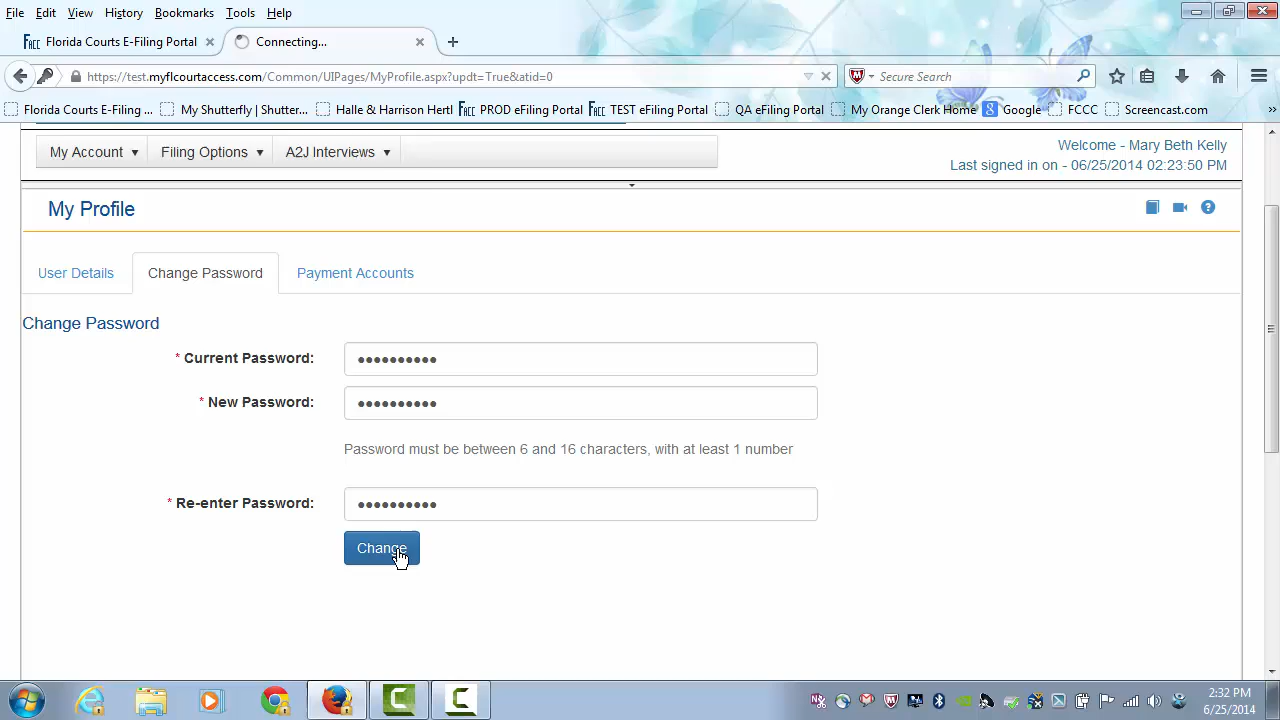 File Edit View History Bookmarks Tools Help
FACC Florida Courts E-Filing Portal × Connecting... × +
https://test.myflcourtaccess.com/Common/UIPages/MyProfile.aspx?updt=True&atid=3
Secure Search
Florida Courts E-Filing ... My Shutterfly | Shutter... Halle & Harrison Hertl FACC PROD eFiling Portal FACC TEST eFiling Portal QA eFiling Portal My Orange Clerk Home Google FCCC Screencast.com »
My Account Filing Options A2J Interviews
Welcome - Mary Beth Kelly
Last signed in on - 06/25/2014 02:23:50 PM
My Profile
User Details Change Password Payment Accounts
Change Password
* Current Password: ●●●●●●●●●●
* New Password: ●●●●●●●●●●
Password must be between 6 and 16 characters, with at least 1 number
* Re-enter Password: ●●●●●●●●●●
Change
2:32 PM
6/25/2014